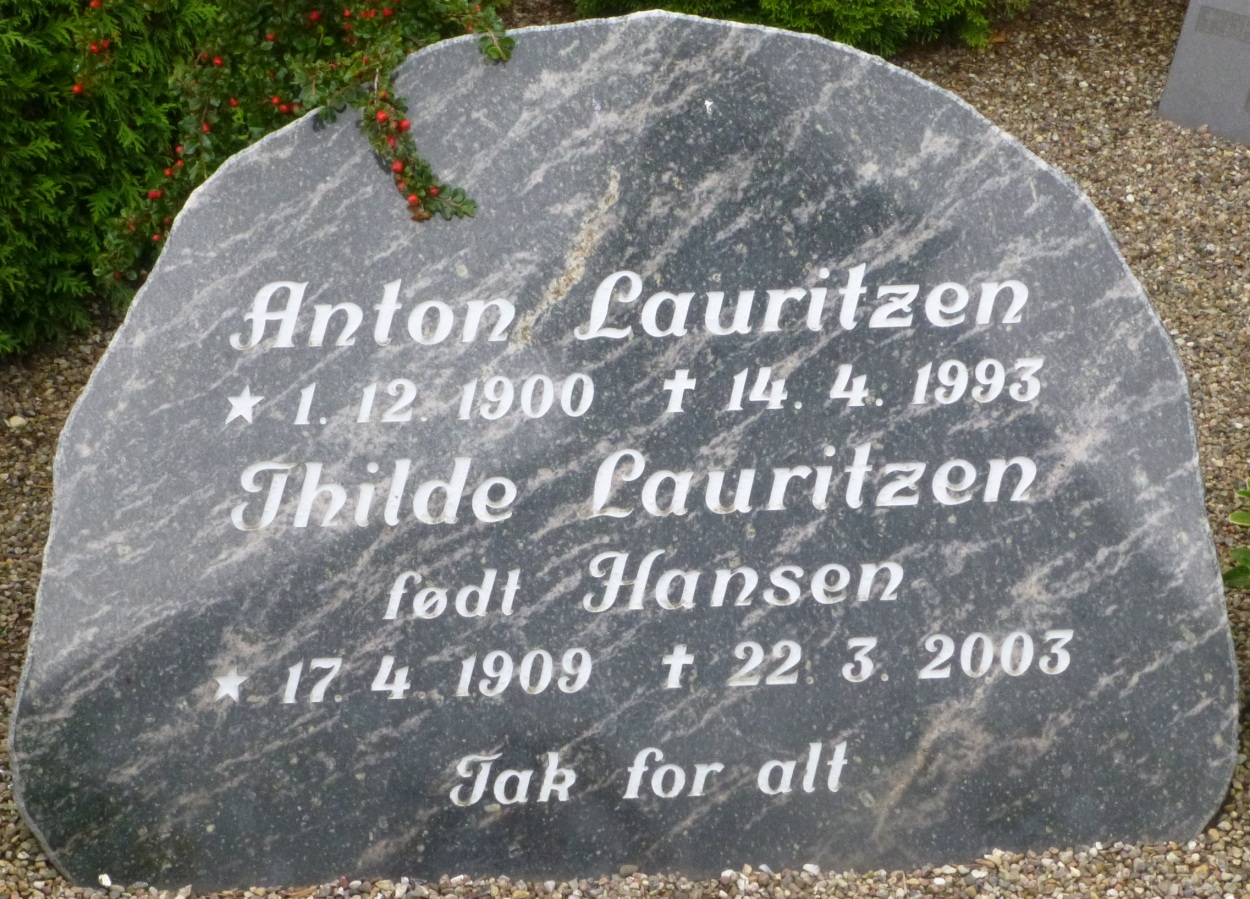 Anton Lauritzen
★ 1. 12. 1900 ✝ 14. 4. 1993
Thilde Lauritzen
født Hansen
★ 17. 4. 1909 ✝ 22. 3. 2003
Tak for alt